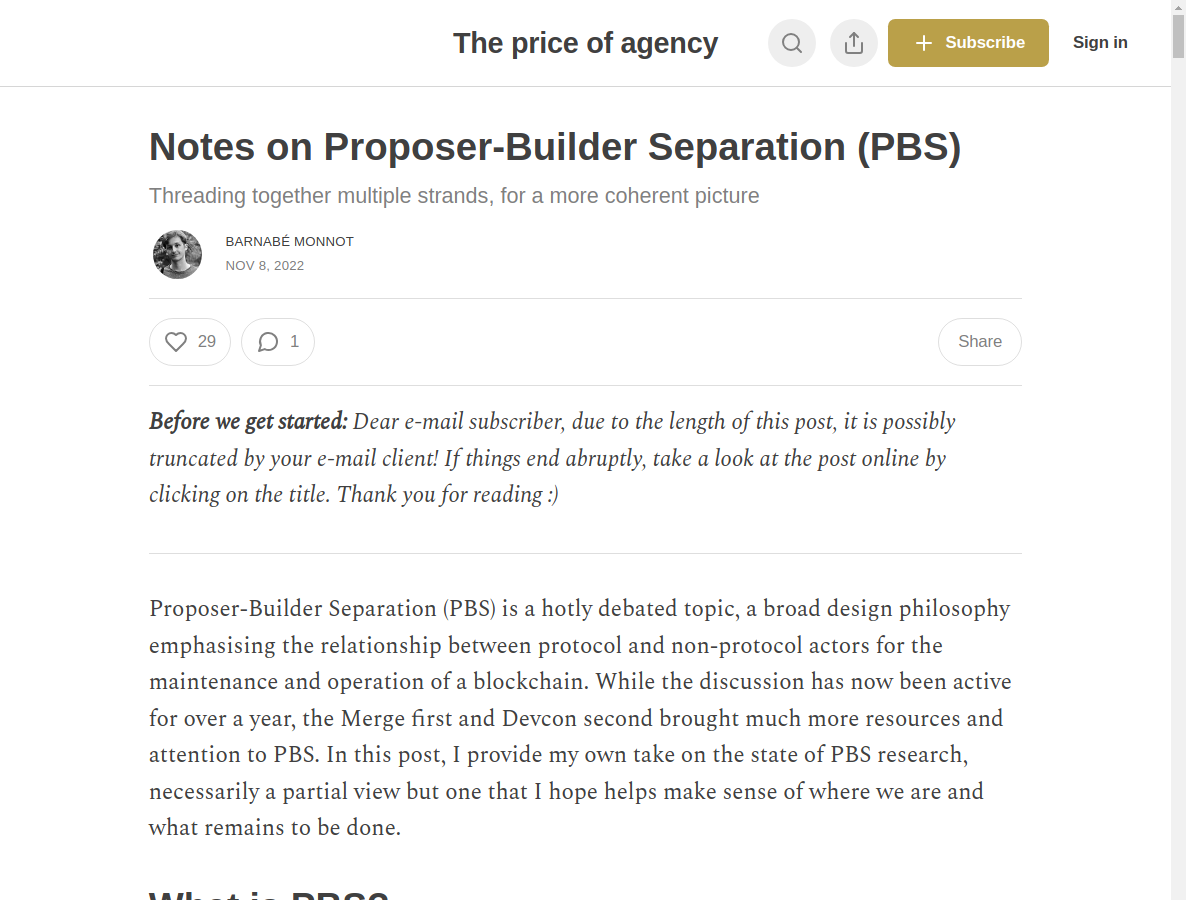 The price of agency
Subscribe
Sign in
Notes on Proposer-Builder Separation (PBS)
Threading together multiple strands, for a more coherent picture
BARNABÉ MONNOT
NOV 8, 2022
29
1
Share
Before we get started: Dear e-mail subscriber, due to the length of this post, it is possibly
truncated by your e-mail client! If things end abruptly, take a look at the post online by
clicking on the title. Thank you for reading :)
Proposer-Builder Separation (PBS) is a hotly debated topic, a broad design philosophy
emphasising the relationship between protocol and non-protocol actors for the
maintenance and operation of a blockchain. While the discussion has now been active
for over a year, the Merge first and Devcon second brought much more resources and
attention to PBS. In this post, I provide my own take on the state of PBS research,
necessarily a partial view but one that I hope helps make sense of where we are and
what remains to be done.
What is PBS?